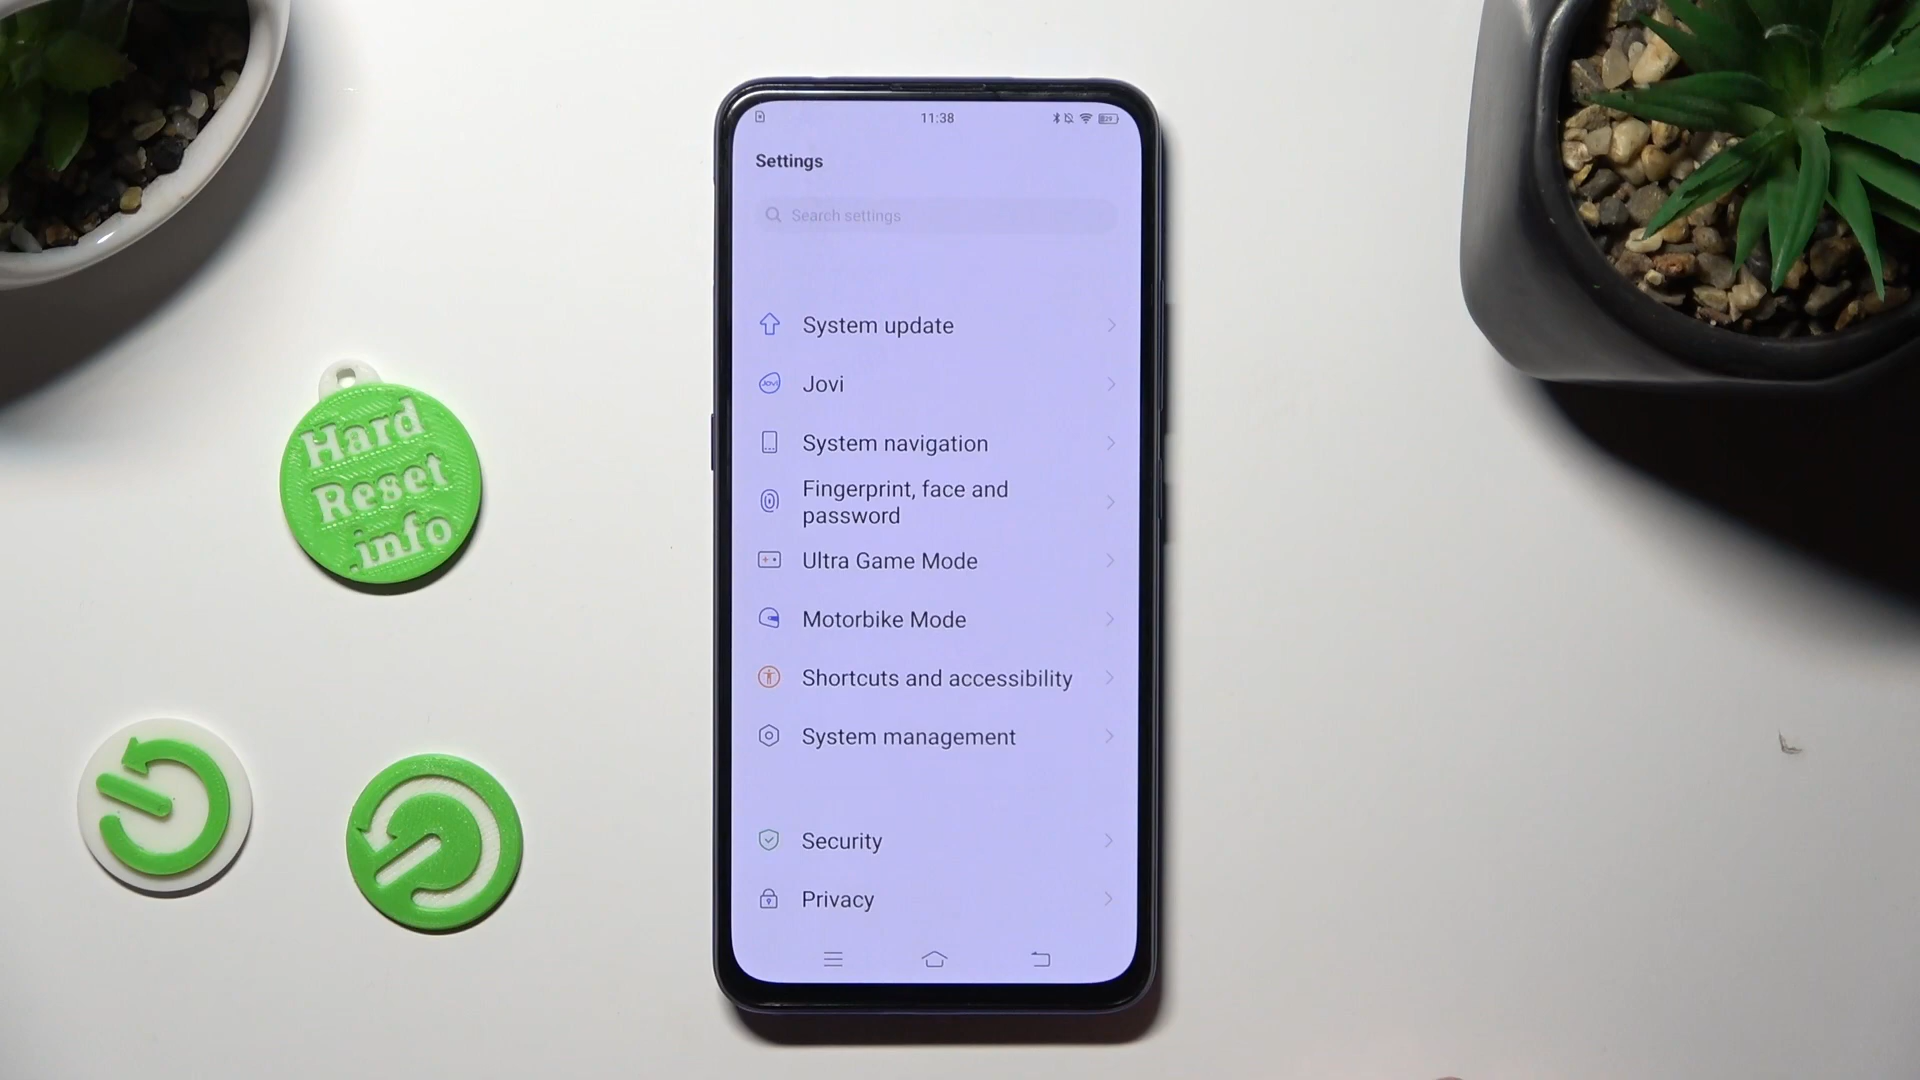 11:38
29
Settings
Search settings
System update
Jovi
System navigation
Fingerprint, face and
password
Ultra Game Mode
Motorbike Mode
Shortcuts and accessibility
System management
Security
Privacy
Hard
Reset
.info